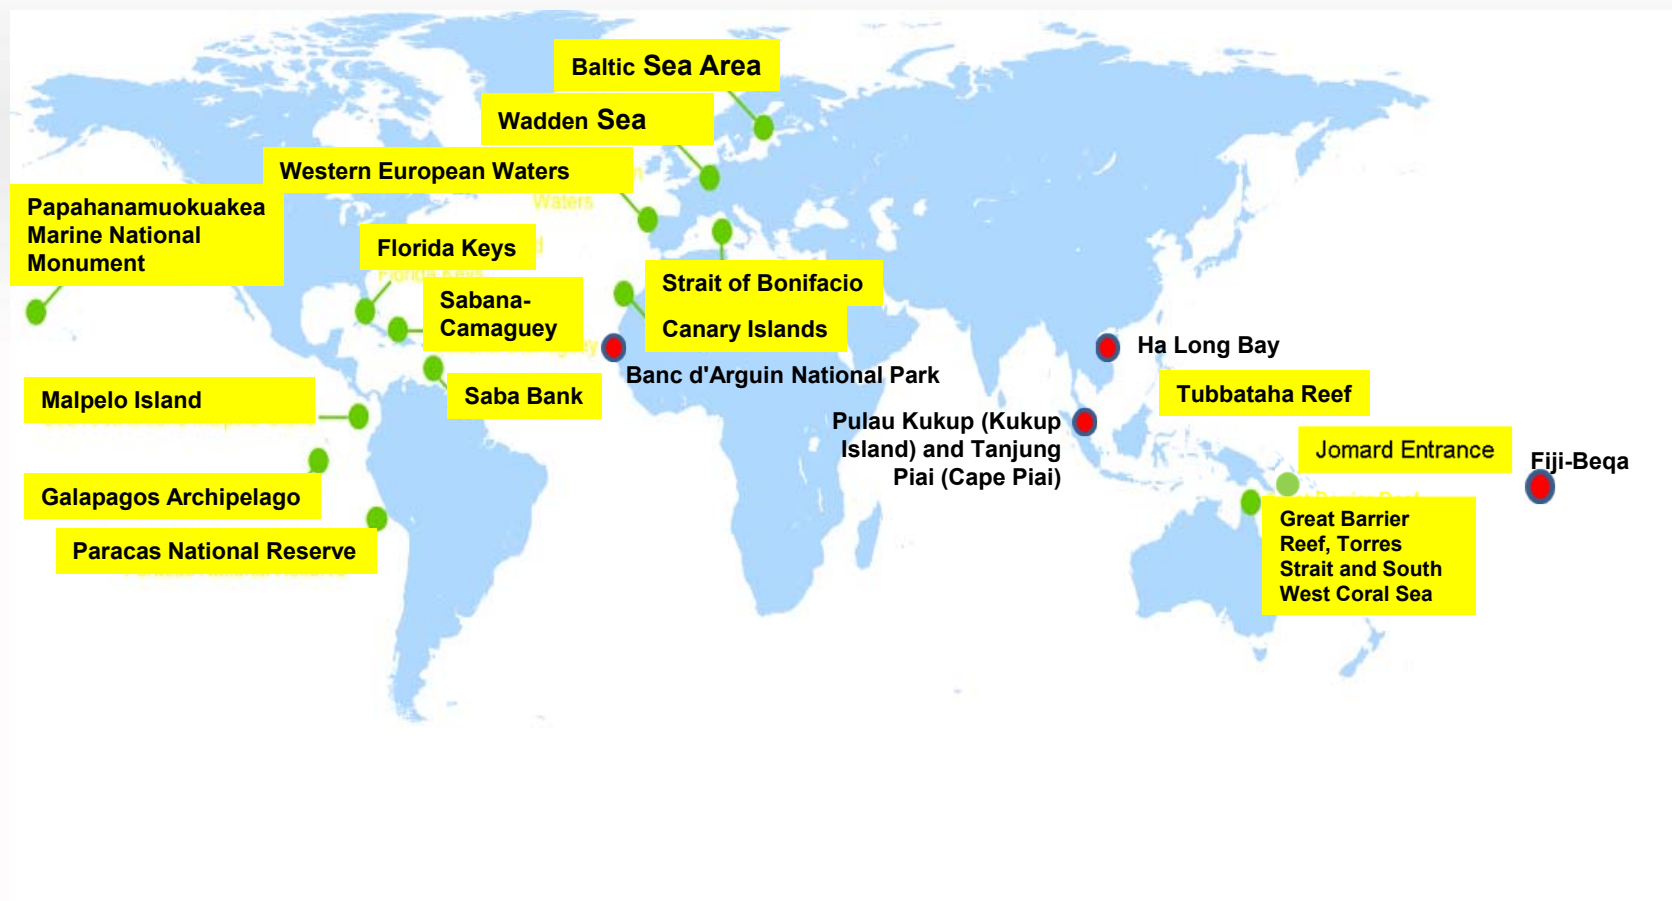 Baltic Sea Area
Wadden Sea
Western European Waters
Waters
Papahanamuokuakea
Marine National
Monument
Florida Keys
Florida Keys
Sabana-
Camaguey
Strait of Bonifacio
Canary Islands
Ha Long Bay
Banc d'Arguin National Park
Saba Bank
Tubbataha Reef
Malpelo Island
Pulau Kukup (Kukup
Island) and Tanjung
Piai (Cape Piai)
Jomard Entrance
Fiji-Beqa
Galapagos Archipelago
Great Barrier
Reef, Torres
Strait and South
West Coral Sea
Paracas National Reserve